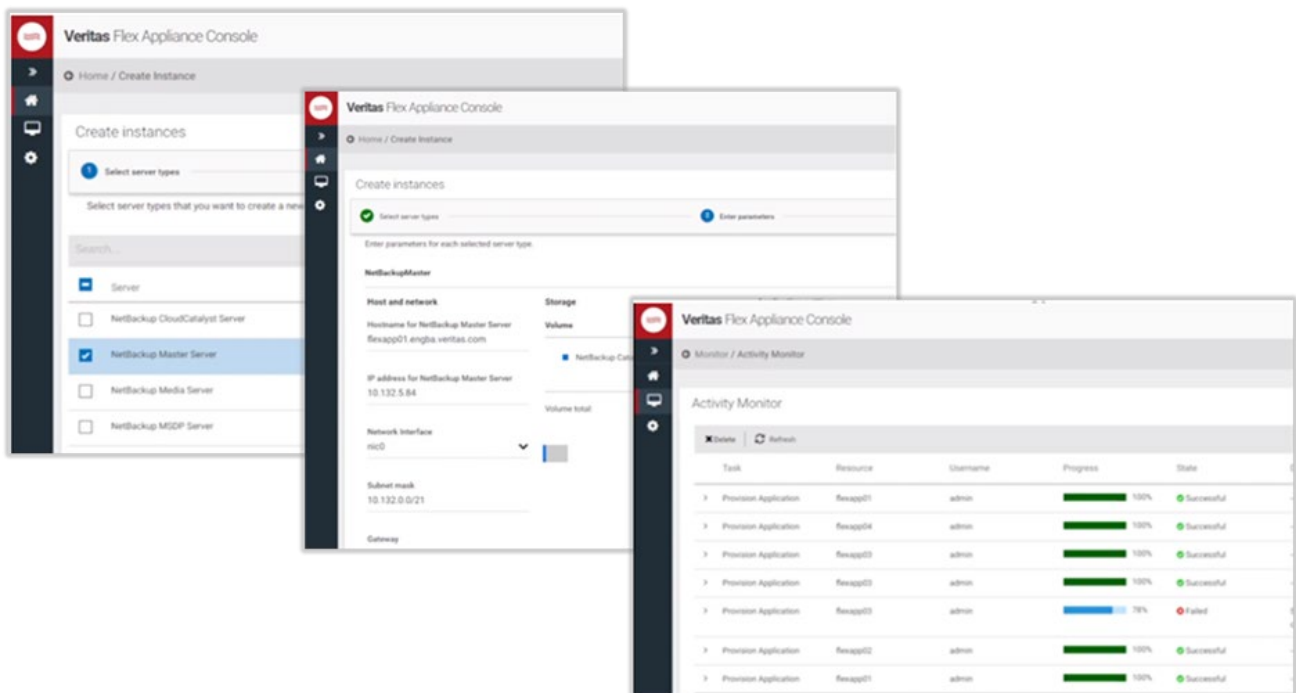 Veritas Flex Appliance Console
Home / Create Instance
Create instances
1 Select server types
Select server types that you want to create a new
Search...
Server
NetBackup CloudCatalyst Server
NetBackup Master Server
NetBackup Media Server
NetBackup MSDP Server
Veritas Flex Appliance Console
Home / Create Instance
Create instances
Select server types
2 Enter parameters
Enter parameters for each selected server type.
NetBackupMaster
Host and network
Storage
Hostname for NetBackup Master Server
Volume
flexapp01.engba.veritas.com
NetBackup
IP address for NetBackup Master Server
10.132.5.84
Volume total
Network Interface
nic0
Subnet mask
10.132.0.0/21
Gateway
Veritas Flex Appliance Console
Monitor / Activity Monitor
Activity Monitor
Delete Refresh
Task Resource Username Progress State
Provision Application flexapp01 admin 100% Successful
Provision Application flexapp04 admin 100% Successful
Provision Application flexapp03 admin 100% Successful
Provision Application flexapp03 admin 100% Successful
Provision Application flexapp03 admin 78% Failed
Provision Application flexapp02 admin 100% Successful
Provision Application flexapp01 admin 100% Successful